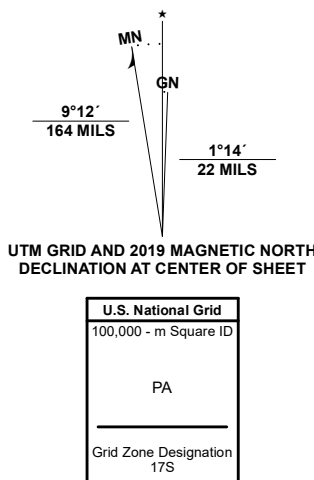 ★
MN
GN
9°12´
164 MILS
1°14´
22 MILS
UTM GRID AND 2019 MAGNETIC NORTH
DECLINATION AT CENTER OF SHEET
U.S. National Grid
100,000 - m Square ID
PA
Grid Zone Designation
17S